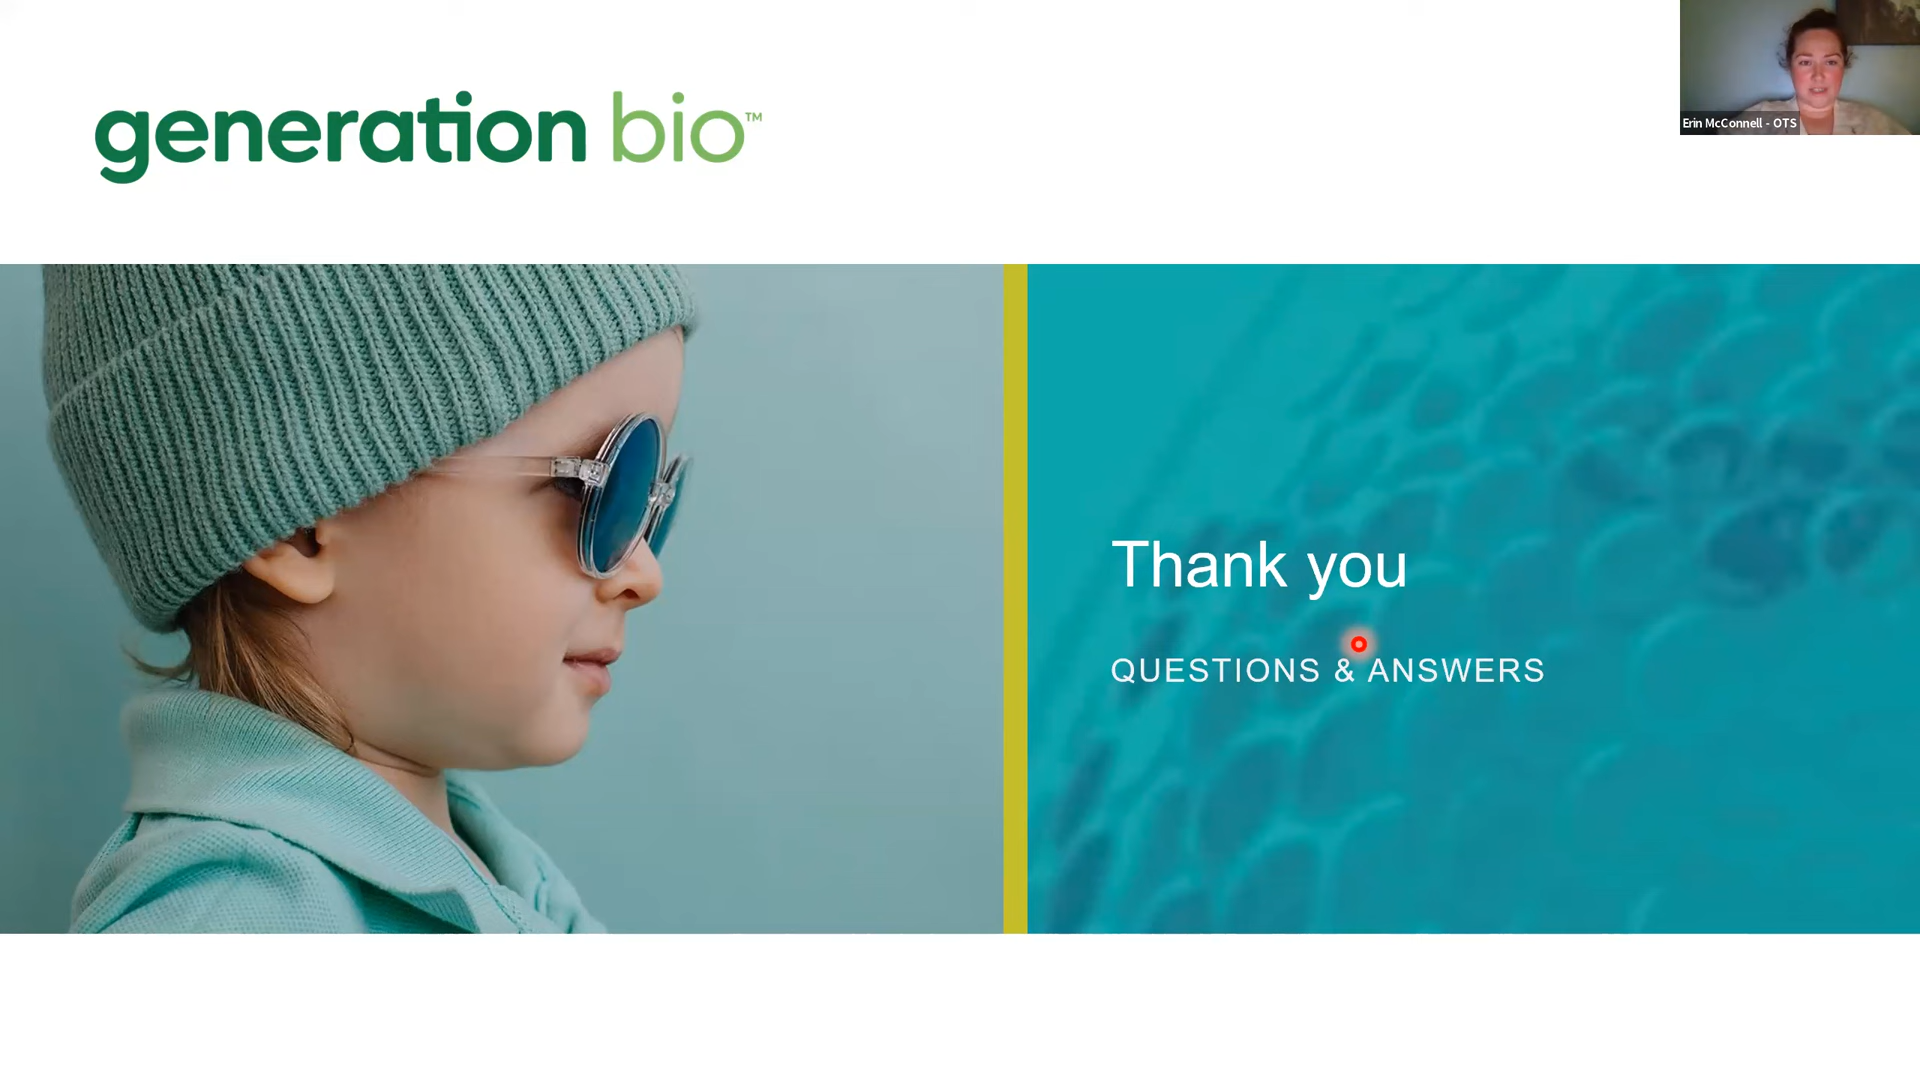 generation bio™
Erin McConnell - OTS
Thank you
QUESTIONS & ANSWERS